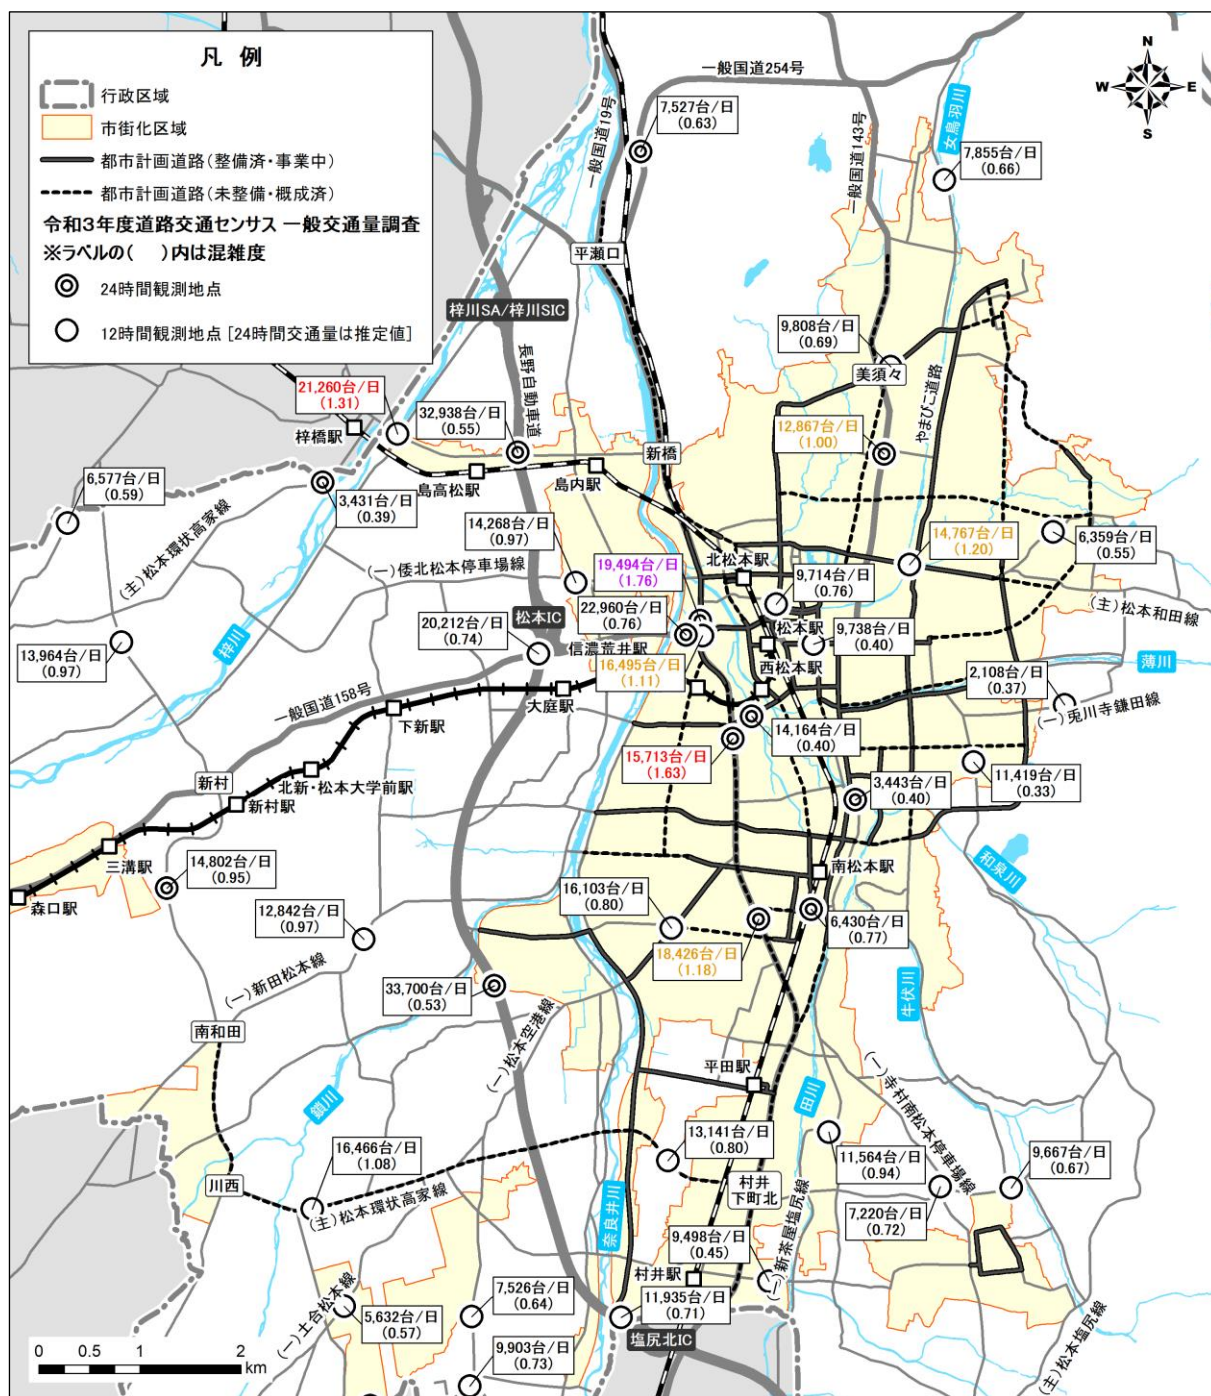 凡 例
行政区域
市街化区域
都市計画道路(整備済・事業中)
都市計画道路(未整備・概成済)
令和3年度道路交通センサス 一般交通量調査
※ラベルの( )内は混雑度
24時間観測地点
12時間観測地点 [24時間交通量は推定値]
N
W
E
S
一般国道254号
一般国道19号
7,527台/日
(0.63)
一般国道143号
女鳥羽川
7,855台/日
(0.66)
平瀬口
梓川SA/梓川SIC
長野自動車道
9,808台/日
(0.69)
美須々
やまびこ道路
21,260台/日
(1.31)
32,938台/日
(0.55)
12,867台/日
(1.00)
梓橋駅
新橋
島高松駅
島内駅
6,577台/日
(0.59)
3,431台/日
(0.39)
(主)松本環状高家線
14,268台/日
(0.97)
14,767台/日
(1.20)
6,359台/日
(0.55)
(一)倭北松本停車場線
19,494台/日
(1.76)
北松本駅
9,714台/日
(0.76)
(主)松本和田線
梓川
松本IC
22,960台/日
(0.76)
20,212台/日
(0.74)
信濃荒井駅
松本駅
9,738台/日
(0.40)
13,964台/日
(0.97)
西松本駅
薄川
16,495台/日
(1.11)
2,108台/日
(0.37)
一般国道158号
大庭駅
(一)兎川寺鎌田線
下新駅
14,164台/日
(0.40)
15,713台/日
(1.63)
新村
北新・松本大学前駅
11,419台/日
(0.33)
3,443台/日
(0.40)
新村駅
三溝駅
和泉川
14,802台/日
(0.95)
南松本駅
森口駅
16,103台/日
(0.80)
12,842台/日
(0.97)
6,430台/日
(0.77)
18,426台/日
(1.18)
(一)新田松本線
牛伏川
33,700台/日
(0.53)
(一)松本空港線
南和田
平田駅
鎖川
田川
(一)寺村南松本停車場線
16,466台/日
(1.08)
13,141台/日
(0.80)
11,564台/日
(0.94)
9,667台/日
(0.67)
川西
村井
下町北
(主)松本環状高家線
7,220台/日
(0.72)
奈良井川
9,498台/日
(0.45)
(一)新茶屋塩尻線
村井駅
(一)土合松本線
5,632台/日
(0.57)
7,526台/日
(0.64)
11,935台/日
(0.71)
塩尻北IC
(主)松本塩尻線
9,903台/日
(0.73)
0 0.5 1 2
km